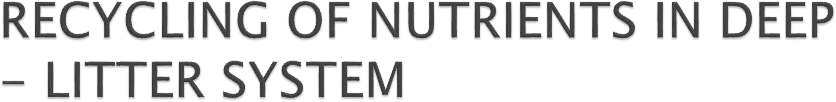 RECYCLING OF NUTRIENTS IN DEEP
– LITTER SYSTEM